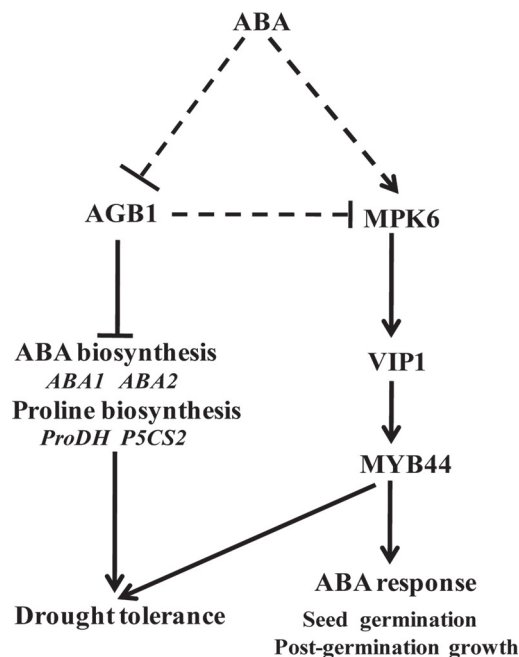 ABA
AGB1
MPK6
ABA biosynthesis
ABA1 ABA2
Proline biosynthesis
ProDH P5CS2
VIP1
MYB44
Drought tolerance
ABA response
Seed germination
Post-germination growth